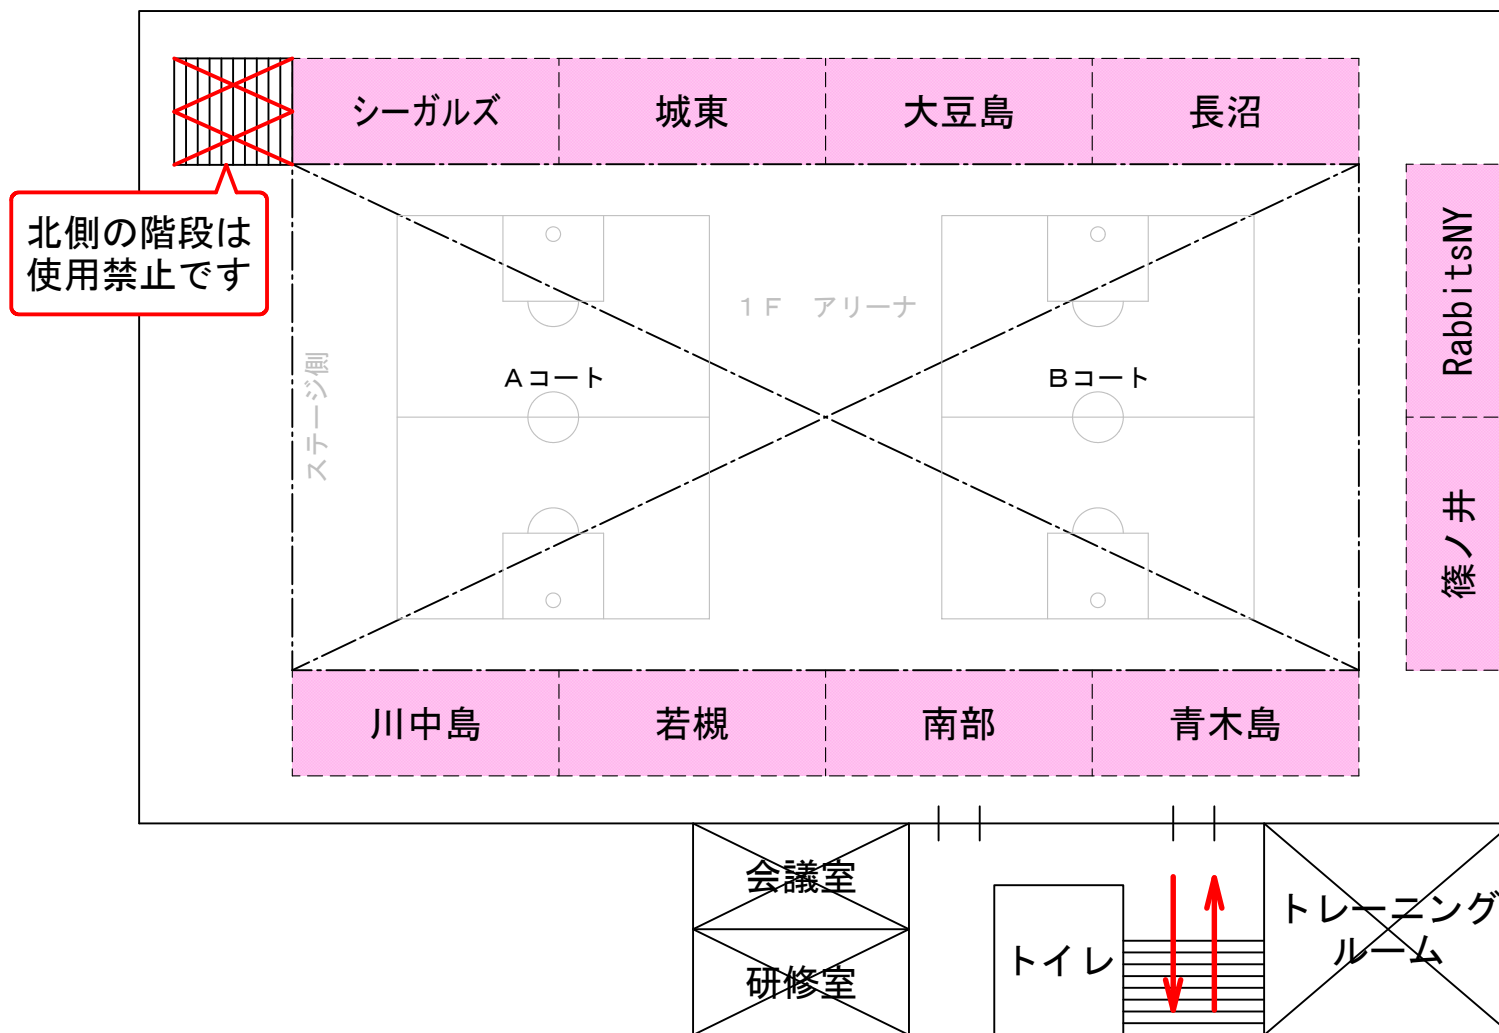 シーガルズ
城東
大豆島
長沼
北側の階段は
使用禁止です
1F アリーナ
ステージ側
Aコート
Bコート
RabbitsNY
篠ノ井
川中島
若槻
南部
青木島
会議室
研修室
トイレ
トレーニング
ルーム